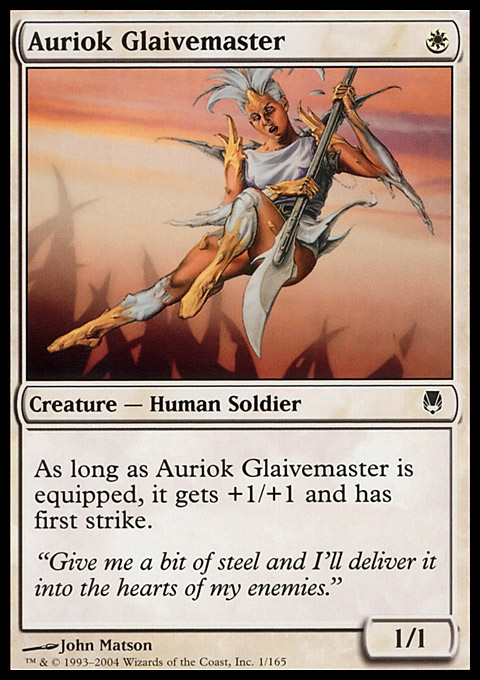 Auriok Glaivemaster
Creature — Human Soldier
As long as Auriok Glaivemaster is
equipped, it gets +1/+1 and has
first strike.
“Give me a bit of steel and I’ll deliver it
into the hearts of my enemies.”
John Matson
1/1
™ & © 1993–2004 Wizards of the Coast, Inc. 1/165